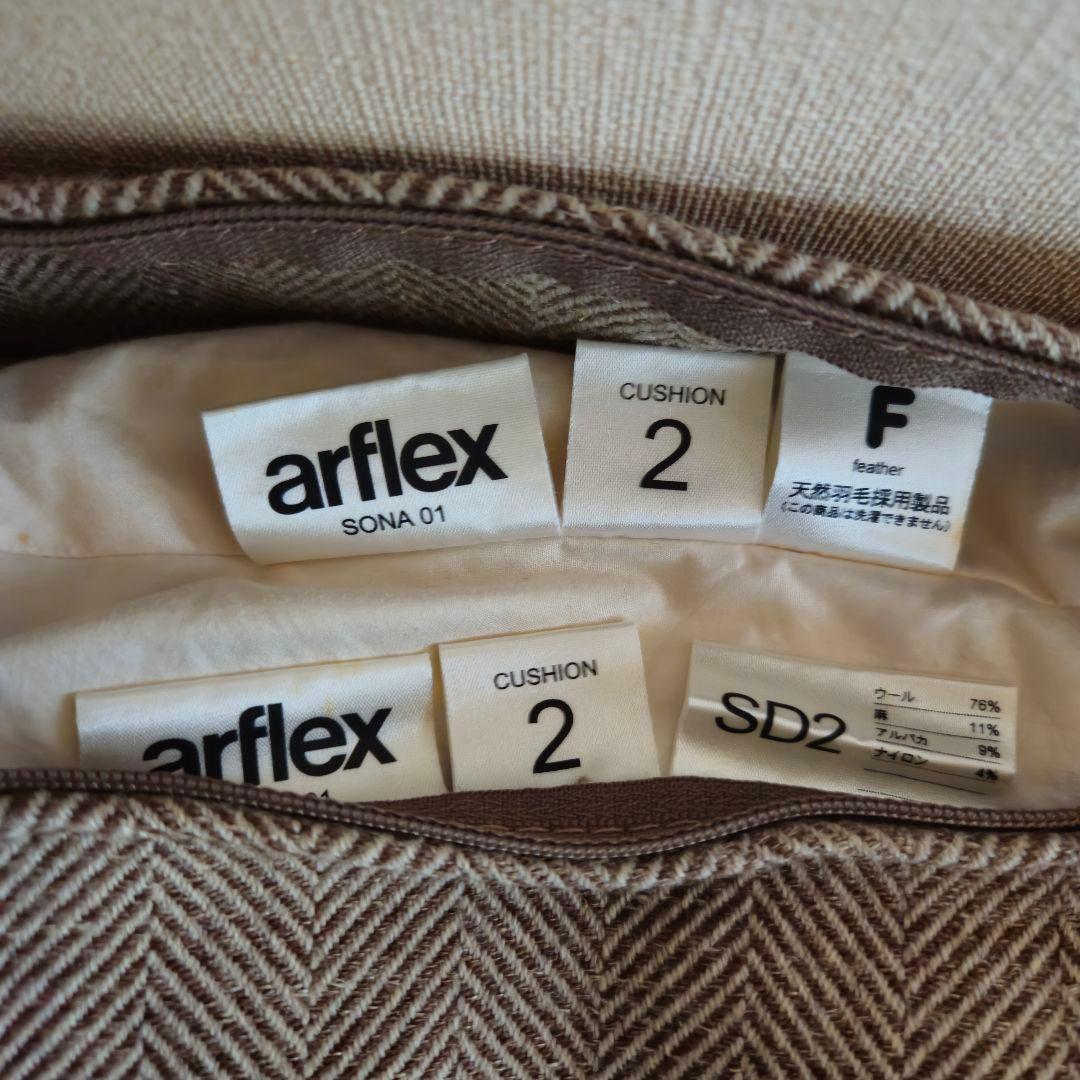 arflex
SONA 01
CUSHION
2
F
feather
天然羽毛採用製品
(この商品は洗濯できません)
arflex
01
CUSHION
2
SD2
ウール 76%
麻 11%
アルパカ 9%
ナイロン 4%